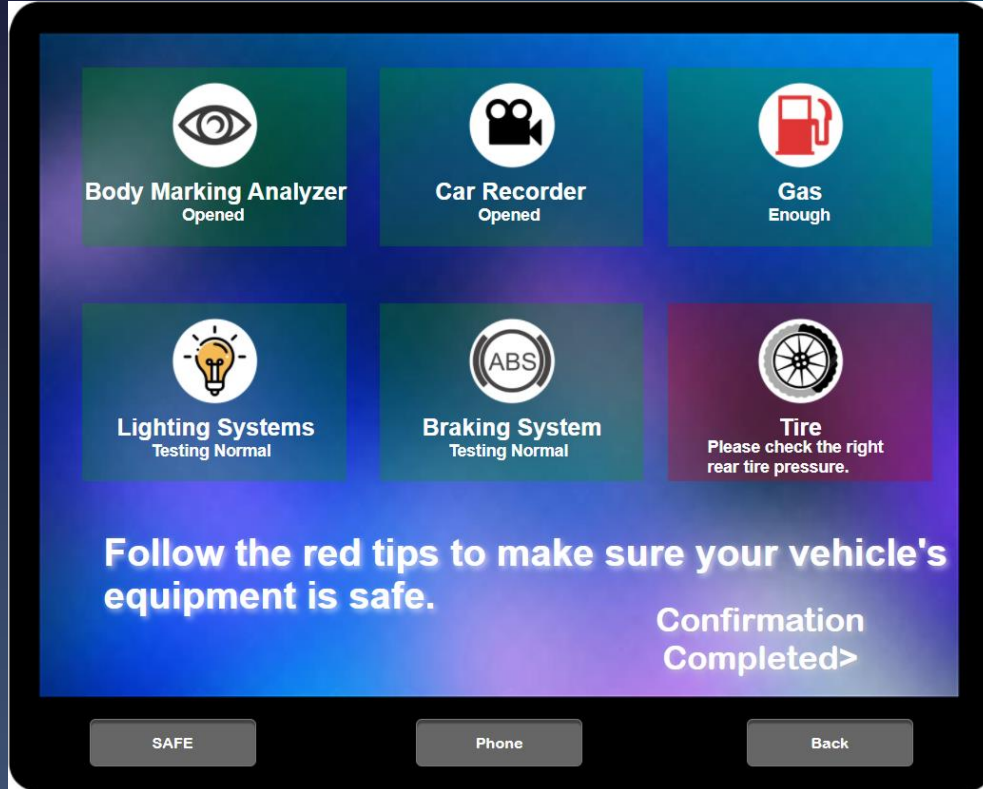 Body Marking Analyzer
Opened
Car Recorder
Opened
Gas
Enough
Lighting Systems
Testing Normal
ABS
Braking System
Testing Normal
Tire
Please check the right
rear tire pressure.
Follow the red tips to make sure your vehicle's
equipment is safe.
Confirmation
Completed>
SAFE
Phone
Back